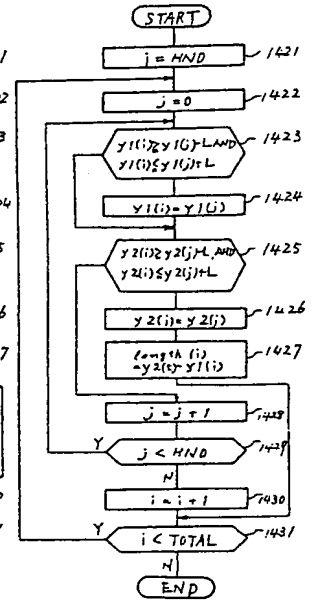 START
j = HND
1421
j = 0
1422
y1(i)≧y1(j)-L AND
y1(i)≦y1(j)+L
1423
y1(i)=y1(j)
1424
y2(i)≧y2(j)-L AND
y2(i)≦y2(j)+L
1425
y2(i)=y2(j)
1426
length(i)
=y2(i)-y1(i)
1427
j = j + 1
1428
j < HND
1429
Y
N
i = i + 1
1430
i < TOTAL
1431
Y
N
END